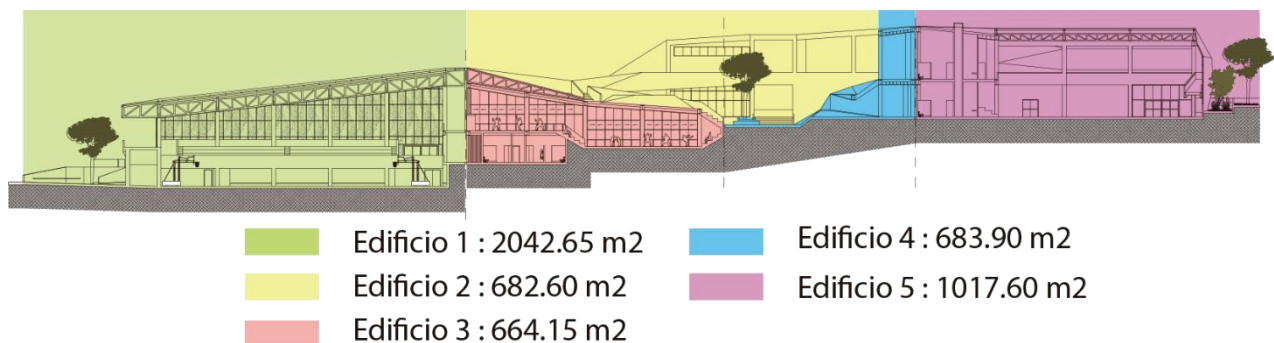 Edificio 1 : 2042.65 m2
Edificio 2 : 682.60 m2
Edificio 3 : 664.15 m2
Edificio 4 : 683.90 m2
Edificio 5 : 1017.60 m2